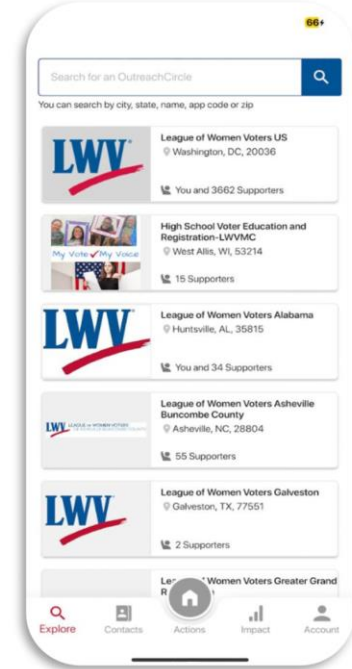 66
Search for an OutreachCircle
You can search by city, state, name, app code or zip
LWV
League of Women Voters US
Washington, DC, 20036
You and 3662 Supporters
My Vote My Voice
High School Voter Education and
Registration-LWVMC
West Allis, WI, 53214
15 Supporters
LWV
League of Women Voters Alabama
Huntsville, AL, 35815
You and 34 Supporters
LWV
League of Women Voters Asheville
Buncombe County
Asheville, NC, 28804
55 Supporters
LWV
League of Women Voters Galveston
Galveston, TX, 77551
2 Supporters
Women Voters Greater Grand
Explore
Contacts
Actions
Impact
Account